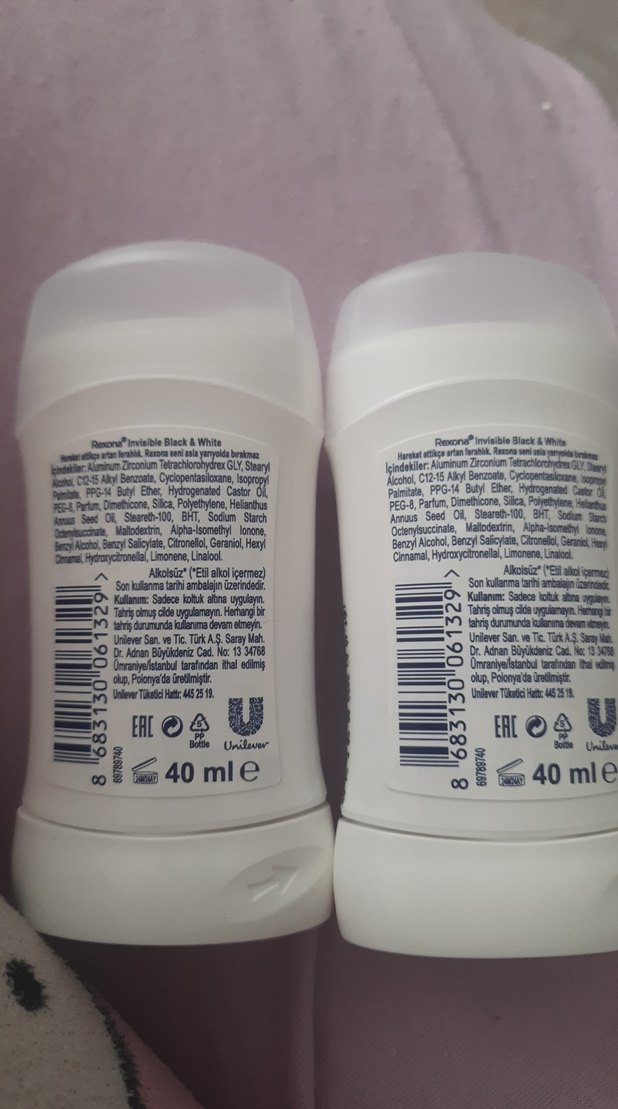 Rexona® Invisible Black & White
Hareket ettikçe artan ferahlık. Rexona seni asla yarıyolda bırakmaz
İçindekiler: Aluminum Zirconium Tetrachlorohydrex GLY, Stearyl
Alcohol, C12-15 Alkyl Benzoate, Cyclopentasiloxane, Isopropyl
Palmitate, PPG-14 Butyl Ether, Hydrogenated Castor Oil,
PEG-8, Parfum, Dimethicone, Silica, Polyethylene, Helianthus
Annuus Seed Oil, Steareth-100, BHT, Sodium Starch
Octenylsuccinate, Maltodextrin, Alpha-Isomethyl Ionone,
Benzyl Alcohol, Benzyl Salicylate, Citronellol, Geraniol, Hexyl
Cinnamal, Hydroxycitronellal, Limonene, Linalool.
Alkolsüz* (*Etil alkol içermez)
Son kullanma tarihi ambalajın üzerindedir.
Kullanım: Sadece koltuk altına uygulayın.
Tahriş olmuş cilde uygulamayın. Herhangi bir
tahriş durumunda kullanıma devam etmeyin.
Unilever San. ve Tic. Türk A.Ş. Saray Mah.
Dr. Adnan Büyükdeniz Cad. No: 13 34768
Ümraniye/İstanbul tarafından ithal edilmiş
olup, Polonya'da üretilmiştir.
Unilever Tüketici Hattı: 445 25 19.
8 683130 061329 >
69789740
EAC
5
PP
Bottle
Unilever
24M/24AY
40 ml e
Rexona® Invisible Black & White
Hareket ettikçe artan ferahlık. Rexona seni asla yarıyolda bırakmaz
İçindekiler: Aluminum Zirconium Tetrachlorohydrex GLY, Stearyl
Alcohol, C12-15 Alkyl Benzoate, Cyclopentasiloxane, Isopropyl
Palmitate, PPG-14 Butyl Ether, Hydrogenated Castor Oil,
PEG-8, Parfum, Dimethicone, Silica, Polyethylene, Helianthus
Annuus Seed Oil, Steareth-100, BHT, Sodium Starch
Octenylsuccinate, Maltodextrin, Alpha-Isomethyl Ionone,
Benzyl Alcohol, Benzyl Salicylate, Citronellol, Geraniol, Hexyl
Cinnamal, Hydroxycitronellal, Limonene, Linalool.
Alkolsüz* (*Etil alkol içermez)
Son kullanma tarihi ambalajın üzerindedir.
Kullanım: Sadece koltuk altına uygulayın.
Tahriş olmuş cilde uygulamayın. Herhangi bir
tahriş durumunda kullanıma devam etmeyin.
Unilever San. ve Tic. Türk A.Ş. Saray Mah.
Dr. Adnan Büyükdeniz Cad. No: 13 34768
Ümraniye/İstanbul tarafından ithal edilmiş
olup, Polonya'da üretilmiştir.
Unilever Tüketici Hattı: 445 25 19.
8 683130 061329 >
69789740
EAC
5
PP
Bottle
Unileve
24M/24AY
40 ml e